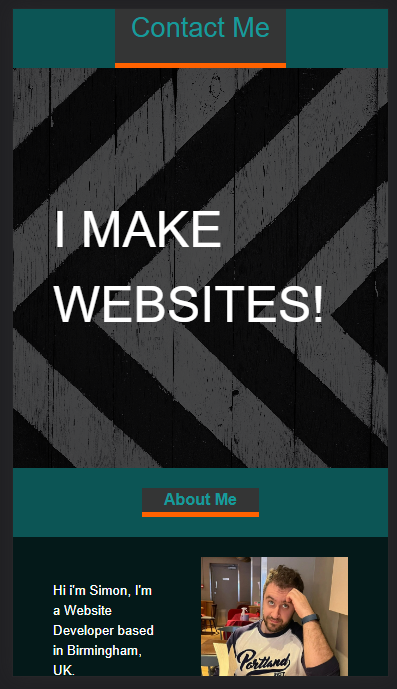 Contact Me
I MAKE
WEBSITES!
About Me
Hi i'm Simon, I'm
a Website
Developer based
in Birmingham,
UK.
Portland